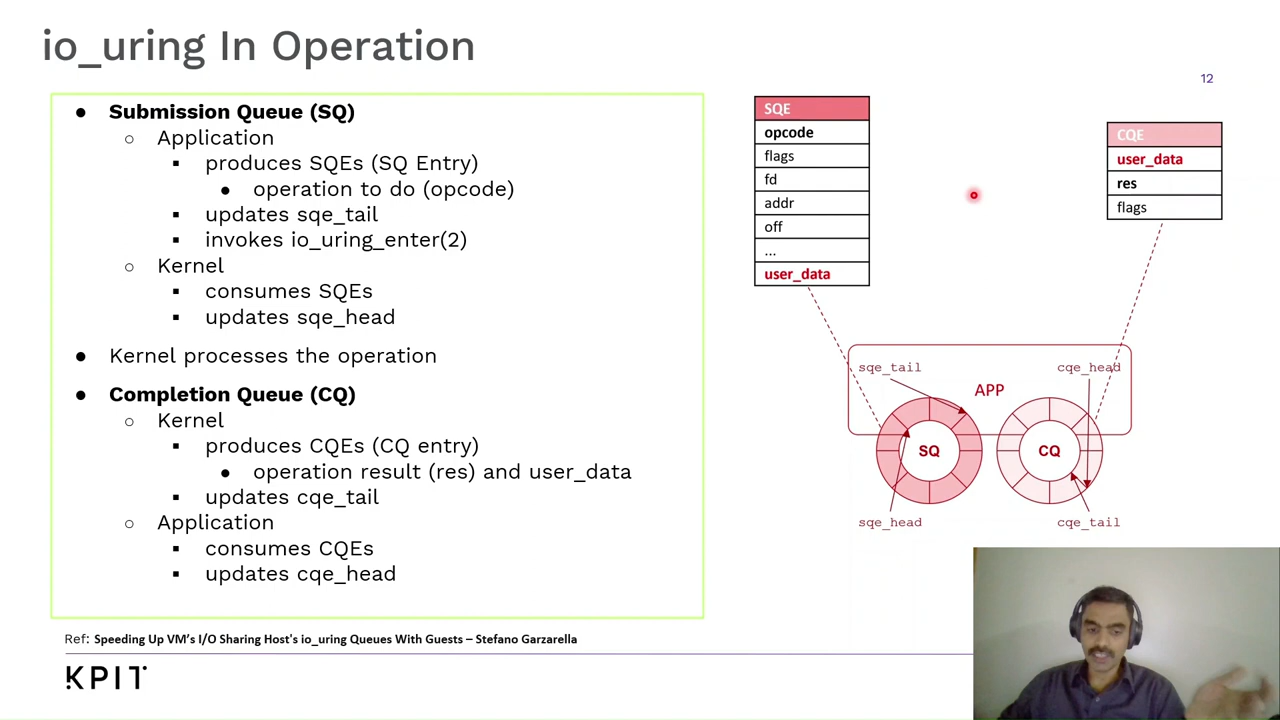 io_uring In Operation
12
● Submission Queue (SQ)
○ Application
▪ produces SQEs (SQ Entry)
● operation to do (opcode)
▪ updates sqe_tail
▪ invokes io_uring_enter(2)
○ Kernel
▪ consumes SQEs
▪ updates sqe_head
● Kernel processes the operation
● Completion Queue (CQ)
○ Kernel
▪ produces CQEs (CQ entry)
● operation result (res) and user_data
▪ updates cqe_tail
○ Application
▪ consumes CQEs
▪ updates cqe_head
SQE
opcode
flags
fd
addr
off
...
user_data
CQE
user_data
res
flags
sqe_tail
cqe_head
APP
SQ
CQ
sqe_head
cqe_tail
Ref: Speeding Up VM’s I/O Sharing Host's io_uring Queues With Guests – Stefano Garzarella
KPIT